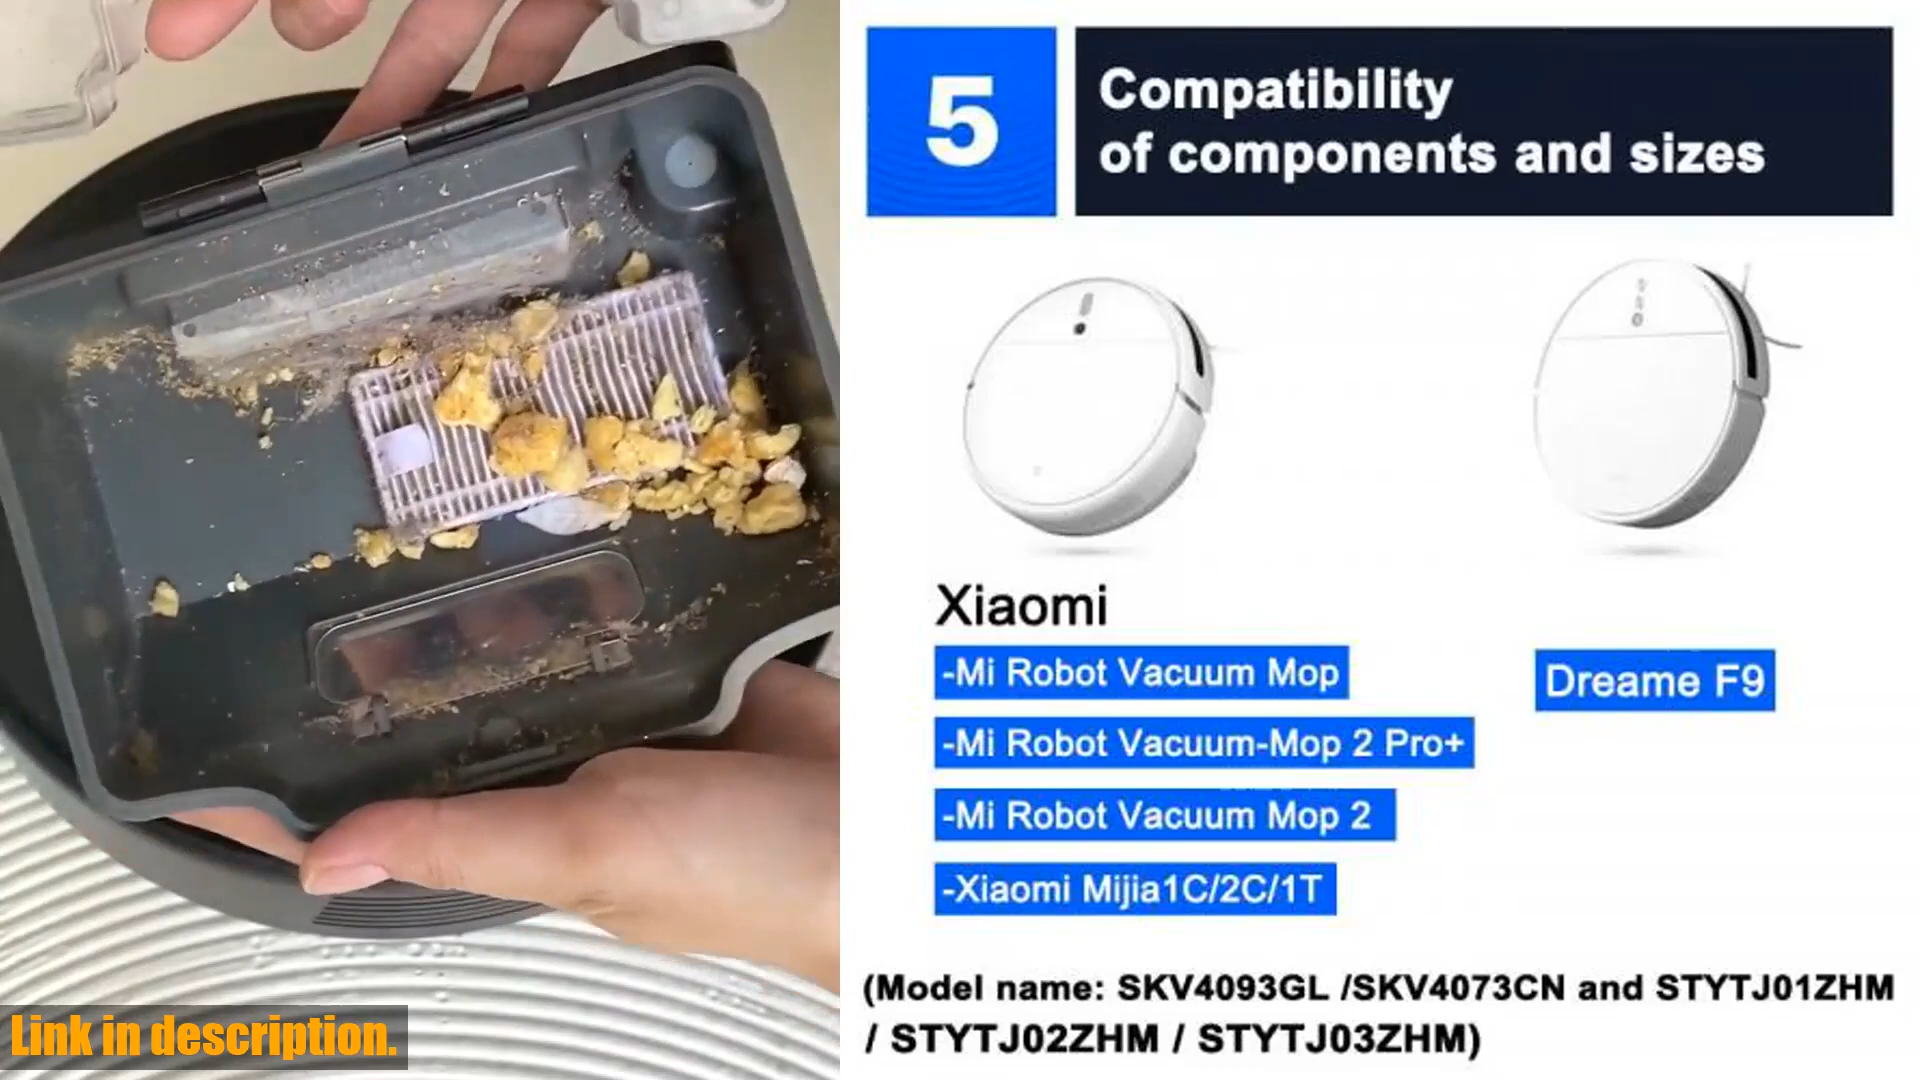 5
Compatibility
of components and sizes
Xiaomi
-Mi Robot Vacuum Mop
-Mi Robot Vacuum-Mop 2 Pro+
-Mi Robot Vacuum Mop 2
-Xiaomi Mijia1C/2C/1T
Dreame F9
(Model name: SKV4093GL /SKV4073CN and STYTJ01ZHM
/ STYTJ02ZHM / STYTJ03ZHM)
Link in description.